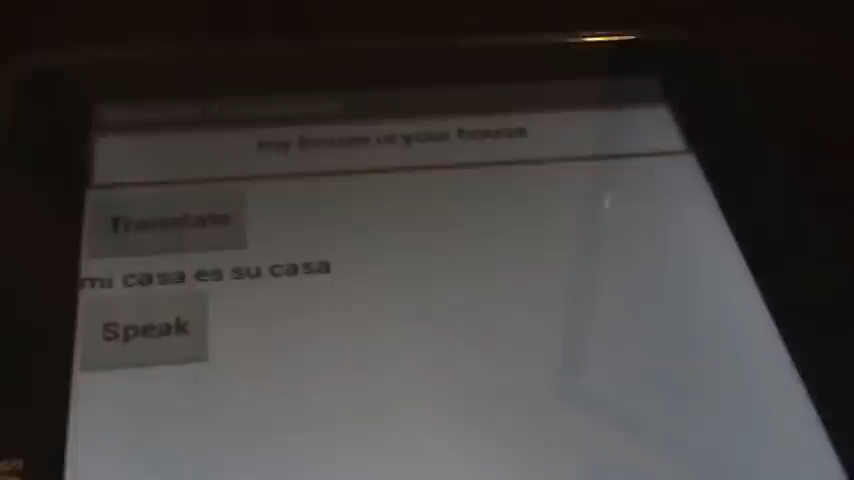 my house is your house
Translate
mi casa es su casa
Speak